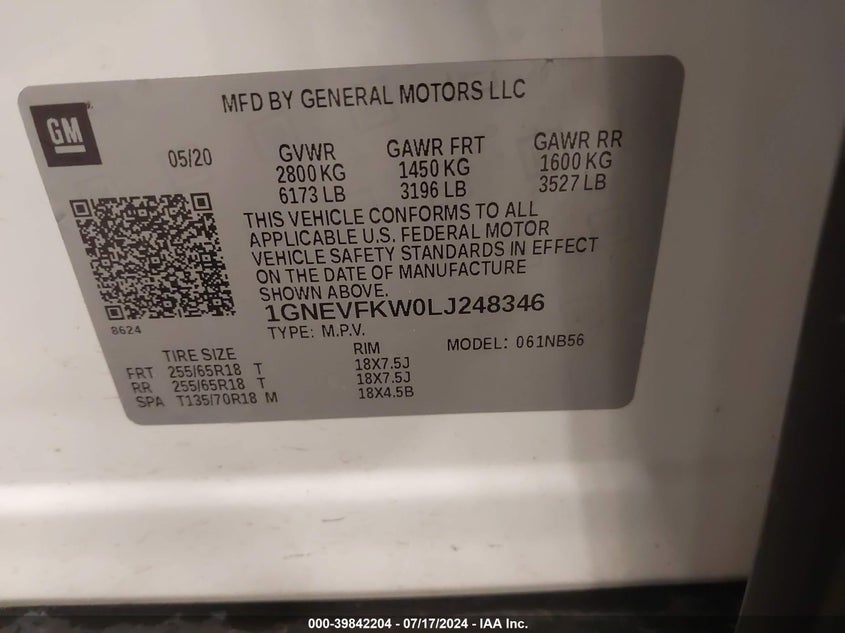 MFD BY GENERAL MOTORS LLC
GM
05/20
GVWR GAWR FRT GAWR RR
2800 KG 1450 KG 1600 KG
6173 LB 3196 LB 3527 LB
THIS VEHICLE CONFORMS TO ALL
APPLICABLE U.S. FEDERAL MOTOR
VEHICLE SAFETY STANDARDS IN EFFECT
ON THE DATE OF MANUFACTURE
SHOWN ABOVE.
1GNEVFKW0LJ248346
8624
TYPE: M.P.V.
MODEL: 061NB56
TIRE SIZE RIM
FRT 255/65R18 T 18X7.5J
RR 255/65R18 T 18X7.5J
SPA T135/70R18 M 18X4.5B
000-39842204 - 07/17/2024 - IAA Inc.